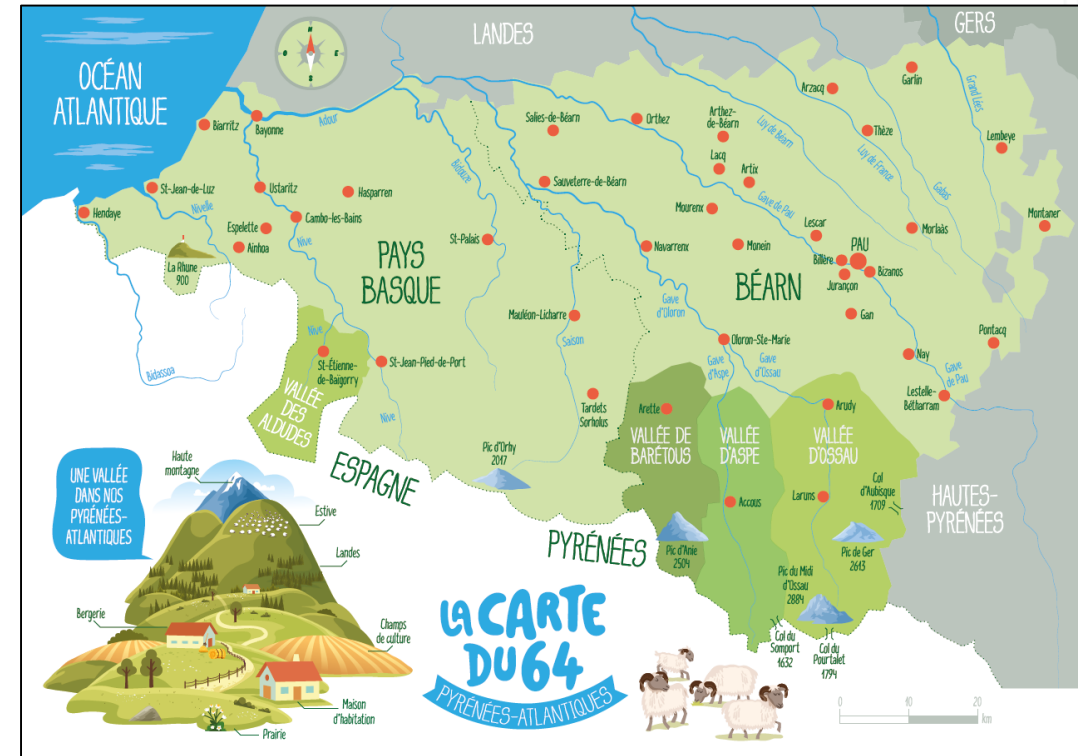 LANDES
GERS
OCÉAN
ATLANTIQUE
N
O
E
S
Garlin
Arzacq
Grand Léés
Biarritz
Bayonne
Adour
Salies-de-Béarn
Orthez
Arthez-
de-Béarn
Luy de Béarn
Thèze
Lembeye
Luy de France
Gabas
Bidouze
Lacq
Artix
St-Jean-de-Luz
Ustaritz
Hasparren
Sauveterre-de-Béarn
Gave de Pau
Hendaye
Nivelle
Mourenx
Espelette
Cambo-les-Bains
Lescar
Morlaàs
Montaner
Ainhoa
Nive
St-Palais
Navarrenx
Monein
PAU
Billère
Bizanos
Jurançon
La Rhune
900
PAYS
BASQUE
BÉARN
Gave
d'Oloron
Gan
Mauléon-Licharre
Saison
Oloron-Ste-Marie
Pontacq
Nive
Bidassoa
St-Étienne-
de-Baïgorry
St-Jean-Pied-de-Port
Gave
d'Aspe
Gave
d'Ossau
Nay
Gave
de Pau
Lestelle-
Bétharram
VALLÉE
DES
ALDUDES
Nive
Tardets
Sorholus
Arette
Arudy
VALLÉE DE
BARÉTOUS
VALLÉE
D'ASPE
VALLÉE
D'OSSAU
Pic d'Orhy
2017
ESPAGNE
Accous
Laruns
Col
d'Aubisque
1709
HAUTES-
PYRÉNÉES
PYRÉNÉES
Pic d'Anie
2504
Pic de Ger
2613
Pic du Midi
d'Ossau
2884
Col du
Somport
1632
Col du
Pourtalet
1794
UNE VALLÉE
DANS NOS
PYRÉNÉES-
ATLANTIQUES
Haute
montagne
Estive
Landes
Bergerie
Champs
de culture
Maison
d'habitation
Prairie
LA CARTE
DU 64
PYRÉNÉES-ATLANTIQUES
0
10
20
km